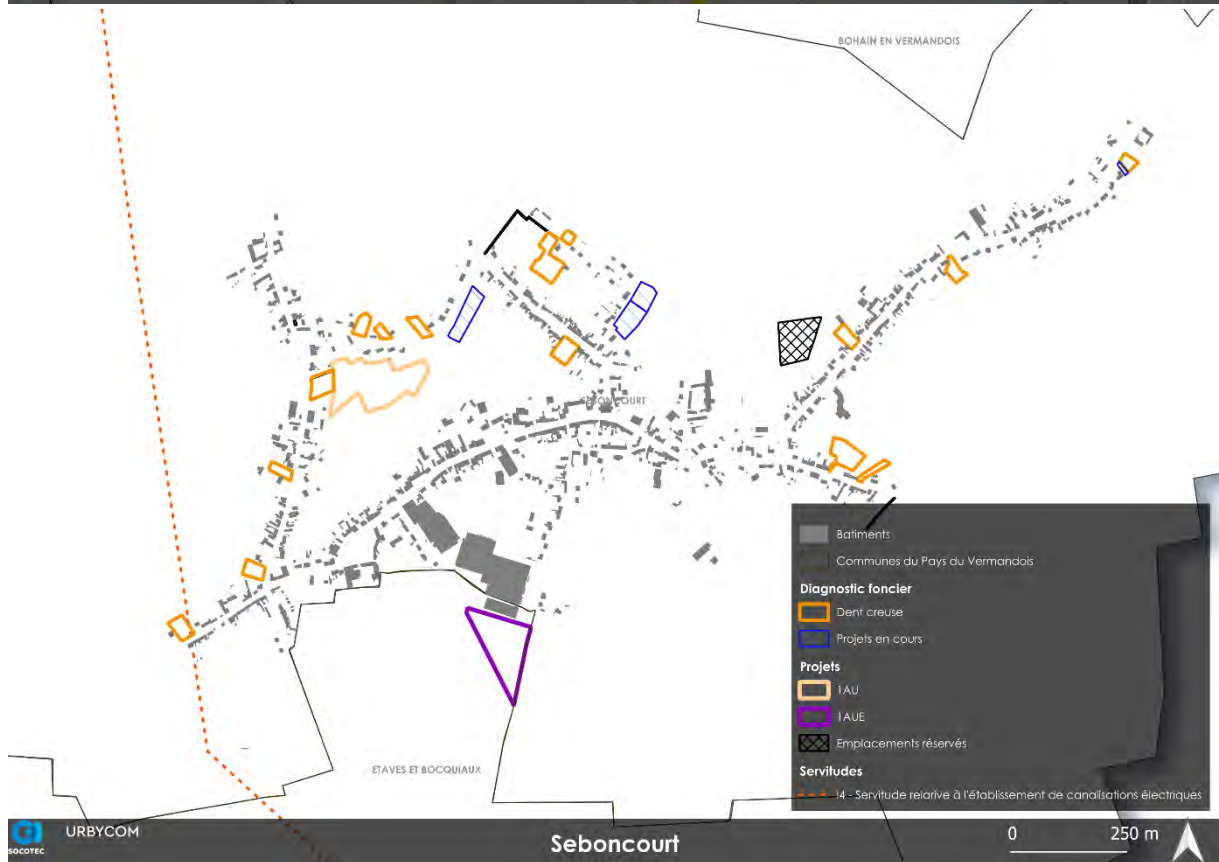 BOHAIN EN VERMANDOIS
SEBONCOURT
Batiments
Communes du Pays du Vermandois
Diagnostic foncier
Dent creuse
Projets en cours
Projets
1AU
1AUE
Emplacements réservés
Servitudes
I4 - Servitude relarive à l'établissement de canalisations électriques
ETAVES ET BOCQUIAUX
SOCOTEC
URBYCOM
Seboncourt
0 250 m